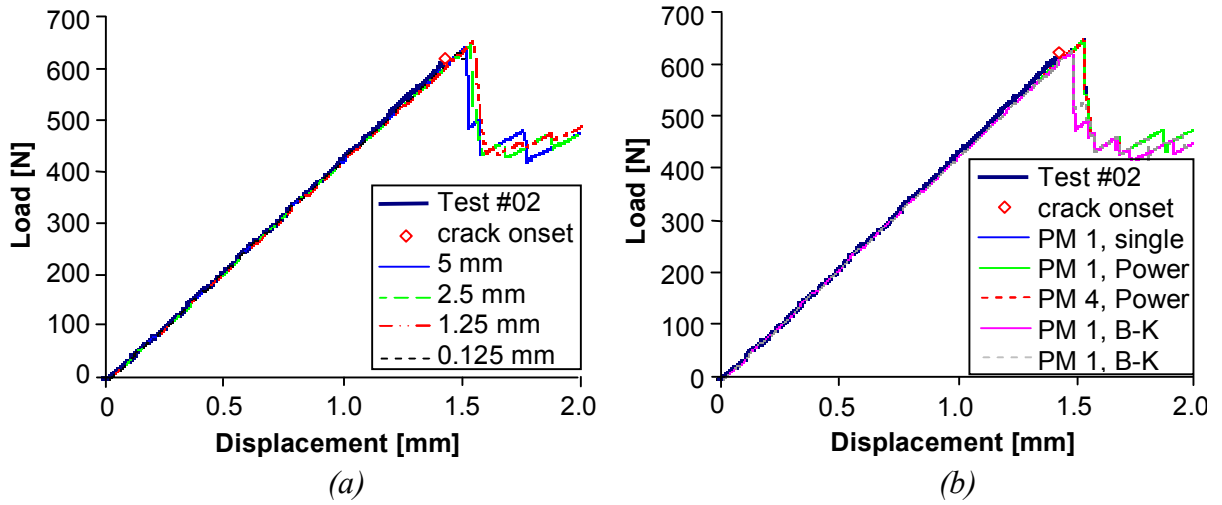 700
600
500
400
300
200
100
0
Load [N]
Test #02
crack onset
5 mm
2.5 mm
1.25 mm
0.125 mm
0 0.5 1.0 1.5 2.0
Displacement [mm]
(a)
700
600
500
400
300
200
100
0
Load [N]
Test #02
crack onset
PM 1, single
PM 1, Power
PM 4, Power
PM 1, B-K
PM 1, B-K
0 0.5 1.0 1.5 2.0
Displacement [mm]
(b)